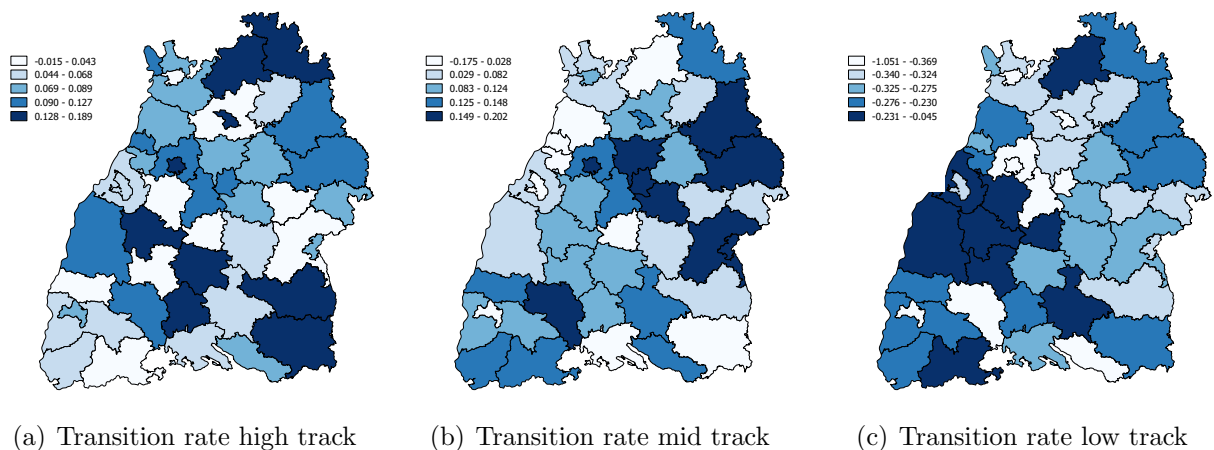 -0.015 - 0.043
0.044 - 0.068
0.069 - 0.089
0.090 - 0.127
0.128 - 0.189
-0.175 - 0.028
0.029 - 0.082
0.083 - 0.124
0.125 - 0.148
0.149 - 0.202
-1.051 - -0.369
-0.340 - -0.324
-0.325 - -0.275
-0.276 - -0.230
-0.231 - -0.045
(a) Transition rate high track
(b) Transition rate mid track
(c) Transition rate low track